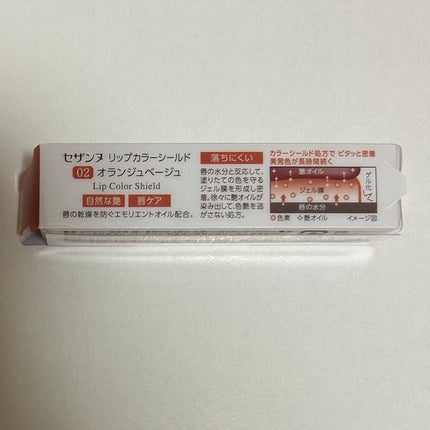 セザンヌ リップカラーシールド
02 オランジュベージュ
Lip Color Shield
自然な艶 唇ケア
唇の乾燥を防ぐエモリエントオイル配合。
落ちにくい
唇の水分と反応して、
塗りたての色を守る
ジェル膜を形成し密
着。徐々に艶オイルが
染み出して、色艶を逃
がさない処方。
カラーシールド処方で ピタッと密着
美発色が長時間続く
艶オイル
ジェル膜
唇の水分
ゲル化
色素 艶オイル イメージ図